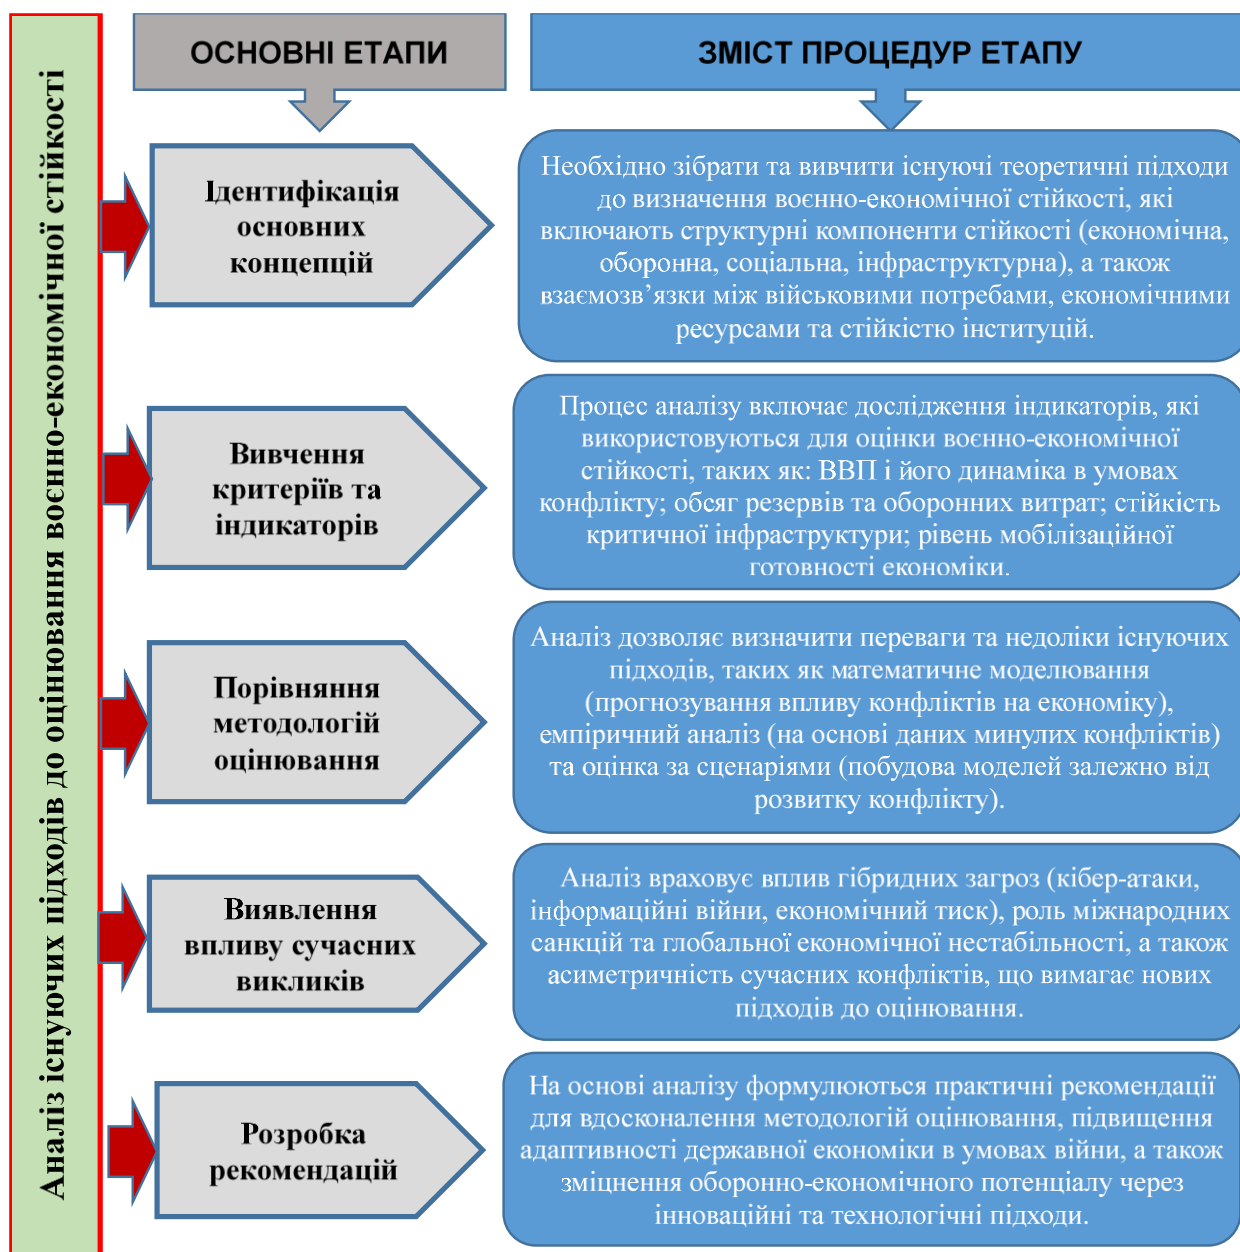 Аналіз існуючих підходів до оцінювання воєнно-економічної стійкості
ОСНОВНІ ЕТАПИ
ЗМІСТ ПРОЦЕДУР ЕТАПУ
Ідентифікація
основних
концепцій
Необхідно зібрати та вивчити існуючі теоретичні підходи
до визначення воєнно-економічної стійкості, які
включають структурні компоненти стійкості (економічна,
оборонна, соціальна, інфраструктурна), а також
взаємозв’язки між військовими потребами, економічними
ресурсами та стійкістю інституцій.
Вивчення
критеріїв та
індикаторів
Процес аналізу включає дослідження індикаторів, які
використовуються для оцінки воєнно-економічної
стійкості, таких як: ВВП і його динаміка в умовах
конфлікту; обсяг резервів та оборонних витрат; стійкість
критичної інфраструктури; рівень мобілізаційної
готовності економіки.
Порівняння
методологій
оцінювання
Аналіз дозволяє визначити переваги та недоліки існуючих
підходів, таких як математичне моделювання
(прогнозування впливу конфліктів на економіку),
емпіричний аналіз (на основі даних минулих конфліктів)
та оцінка за сценаріями (побудова моделей залежно від
розвитку конфлікту).
Виявлення
впливу сучасних
викликів
Аналіз враховує вплив гібридних загроз (кібер-атаки,
інформаційні війни, економічний тиск), роль міжнародних
санкцій та глобальної економічної нестабільності, а також
асиметричність сучасних конфліктів, що вимагає нових
підходів до оцінювання.
Розробка
рекомендацій
На основі аналізу формулюються практичні рекомендації
для вдосконалення методологій оцінювання, підвищення
адаптивності державної економіки в умовах війни, а також
зміцнення оборонно-економічного потенціалу через
інноваційні та технологічні підходи.